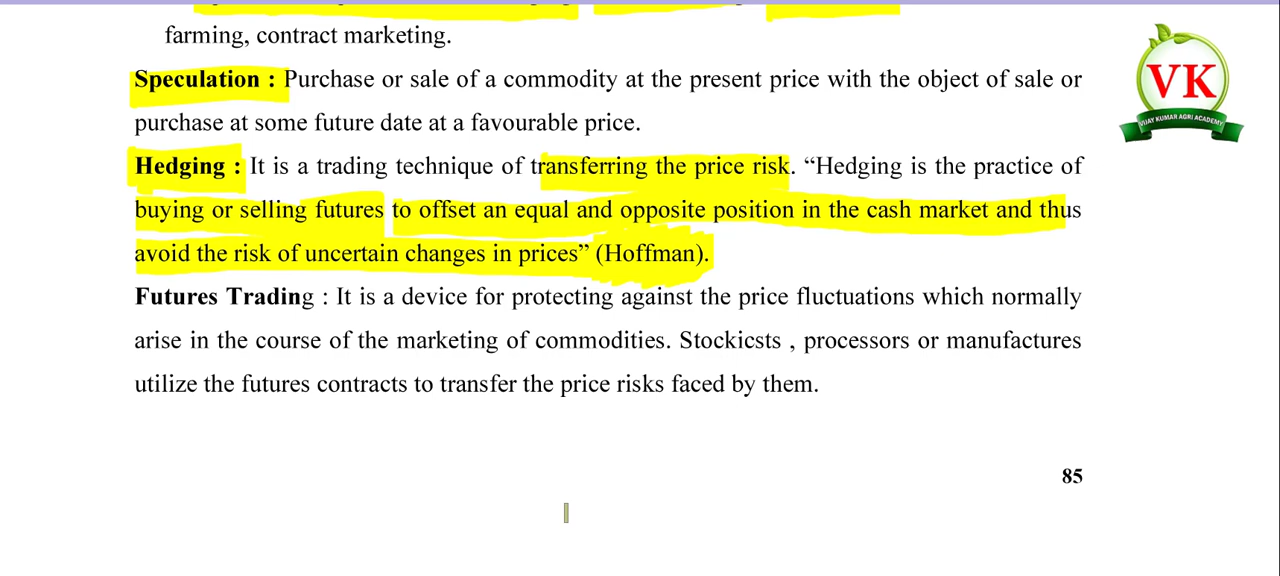 farming, contract marketing.
Speculation : Purchase or sale of a commodity at the present price with the object of sale or
purchase at some future date at a favourable price.
Hedging : It is a trading technique of transferring the price risk. “Hedging is the practice of
buying or selling futures to offset an equal and opposite position in the cash market and thus
avoid the risk of uncertain changes in prices” (Hoffman).
Futures Trading : It is a device for protecting against the price fluctuations which normally
arise in the course of the marketing of commodities. Stockicsts , processors or manufactures
utilize the futures contracts to transfer the price risks faced by them.
85
VK
VIJAY KUMAR AGRI ACADEMY